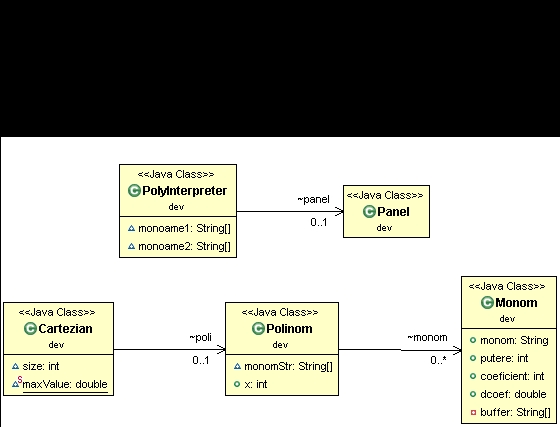 <<Java Class>>
PolyInterpreter
dev
monoame1: String[]
monoame2: String[]
~panel
0..1
<<Java Class>>
Panel
dev
<<Java Class>>
Cartezian
dev
size: int
S
maxValue: double
~poli
0..1
<<Java Class>>
Polinom
dev
monomStr: String[]
x: int
~monom
0..*
<<Java Class>>
Monom
dev
monom: String
putere: int
coeficient: int
dcoef: double
buffer: String[]